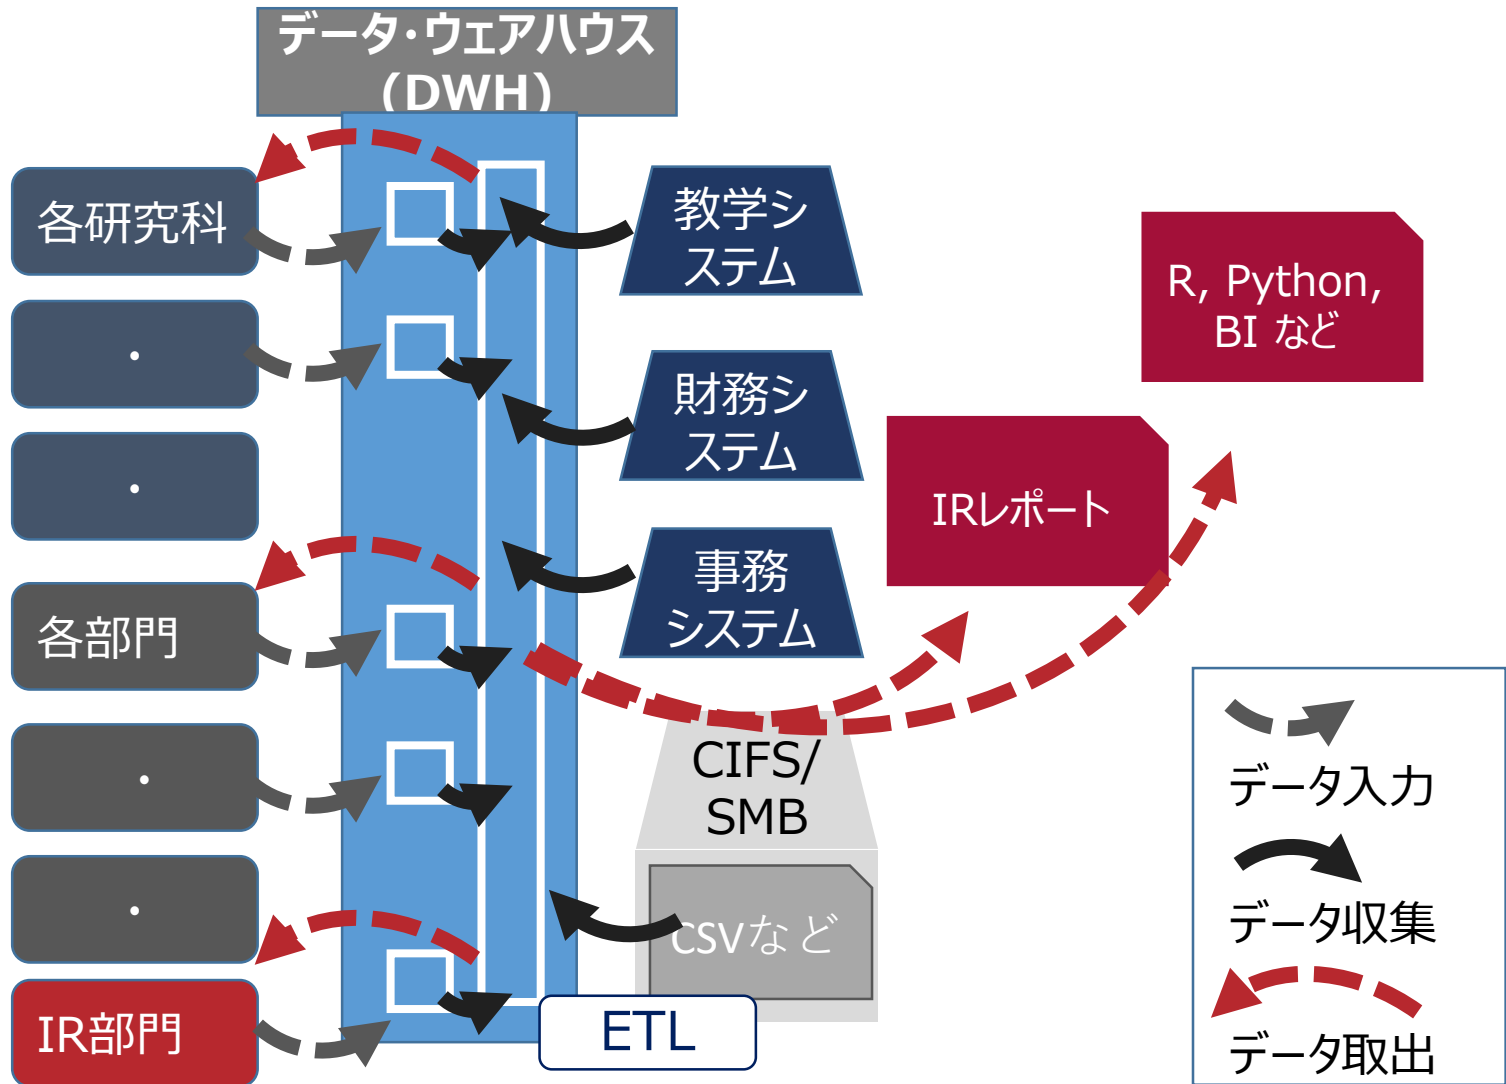 データ・ウェアハウス
(DWH)
各研究科
・
・
各部門
・
・
IR部門
教学シ
ステム
財務シ
ステム
事務
システム
CIFS/
SMB
CSVなど
ETL
IRレポート
R, Python,
BI など
データ入力
データ収集
データ取出